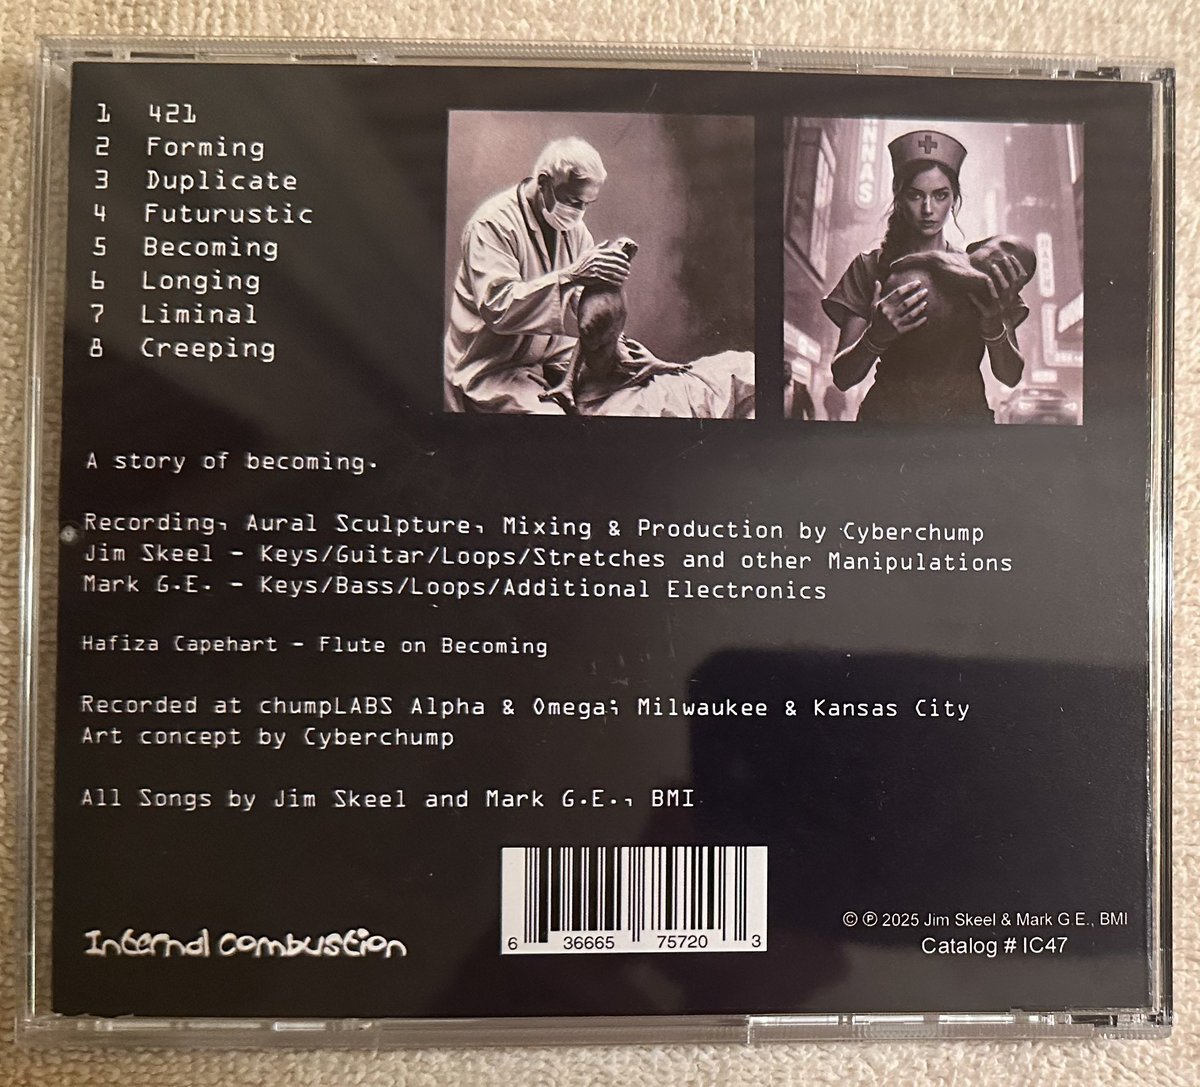 1 421
2 Forming
3 Duplicate
4 Futurustic
5 Becoming
6 Longing
7 Liminal
8 Creeping
A story of becoming.
Recording, Aural Sculpture, Mixing & Production by Cyberchump
Jim Skeel - Keys/Guitar/Loops/Stretches and other Manipulations
Mark G.E. - Keys/Bass/Loops/Additional Electronics
Hafiza Capehart - Flute on Becoming
Recorded at chumpLABS Alpha & Omega; Milwaukee & Kansas City
Art concept by Cyberchump
All Songs by Jim Skeel and Mark G.E., BMI
Internal combustion
6 36665 75720 3
© ℗ 2025 Jim Skeel & Mark G E., BMI
Catalog # IC47